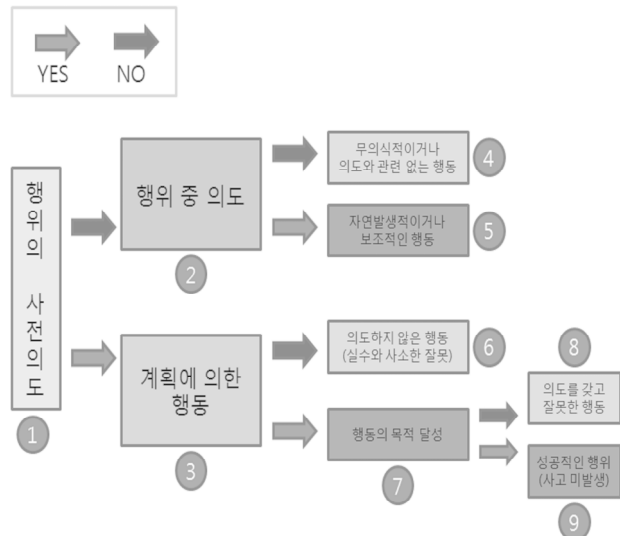 YES NO
행위의 사전의도
1
행위 중 의도
2
무의식적이거나
의도와 관련 없는 행동
4
자연발생적이거나
보조적인 행동
5
계획에 의한
행동
3
의도하지 않은 행동
(실수와 사소한 잘못)
6
행동의 목적 달성
7
8
의도를 갖고
잘못한 행동
성공적인 행위
(사고 미발생)
9